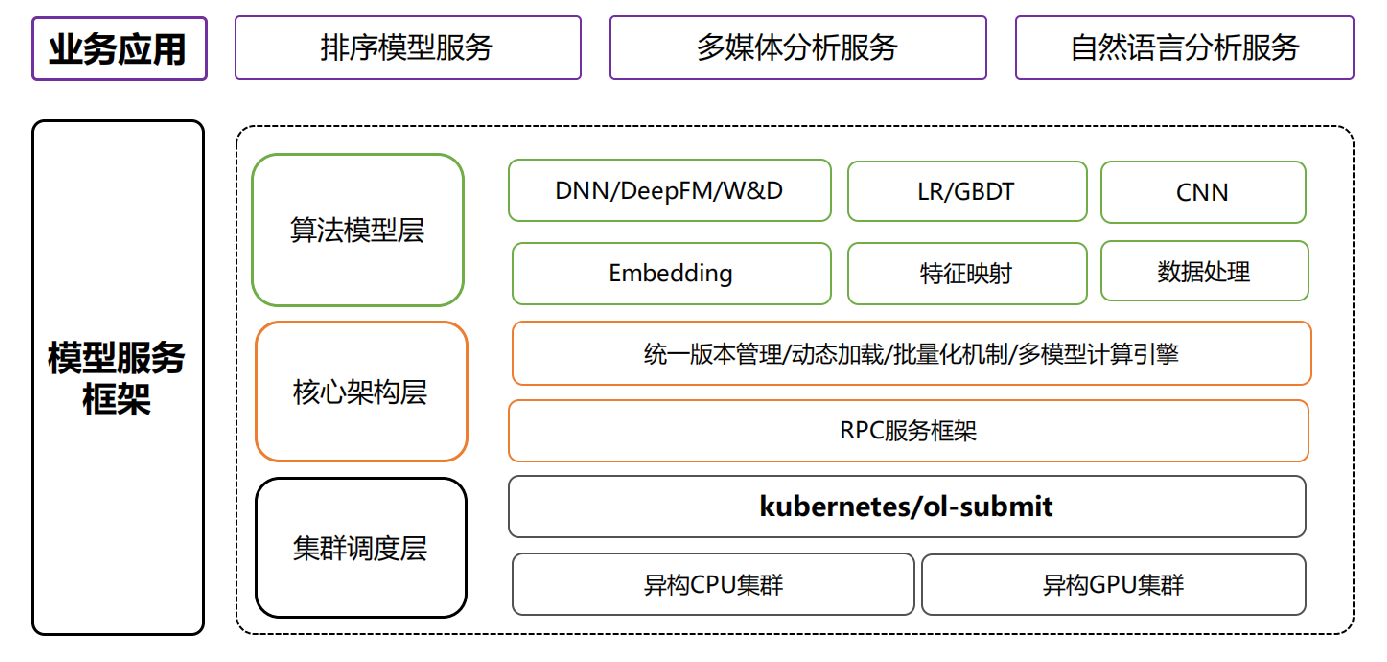 业务应用
排序模型服务
多媒体分析服务
自然语言分析服务
模型服务
框架
算法模型层
DNN/DeepFM/W&D
LR/GBDT
CNN
Embedding
特征映射
数据处理
核心架构层
统一版本管理/动态加载/批量化机制/多模型计算引擎
RPC服务框架
集群调度层
kubernetes/ol-submit
异构CPU集群
异构GPU集群